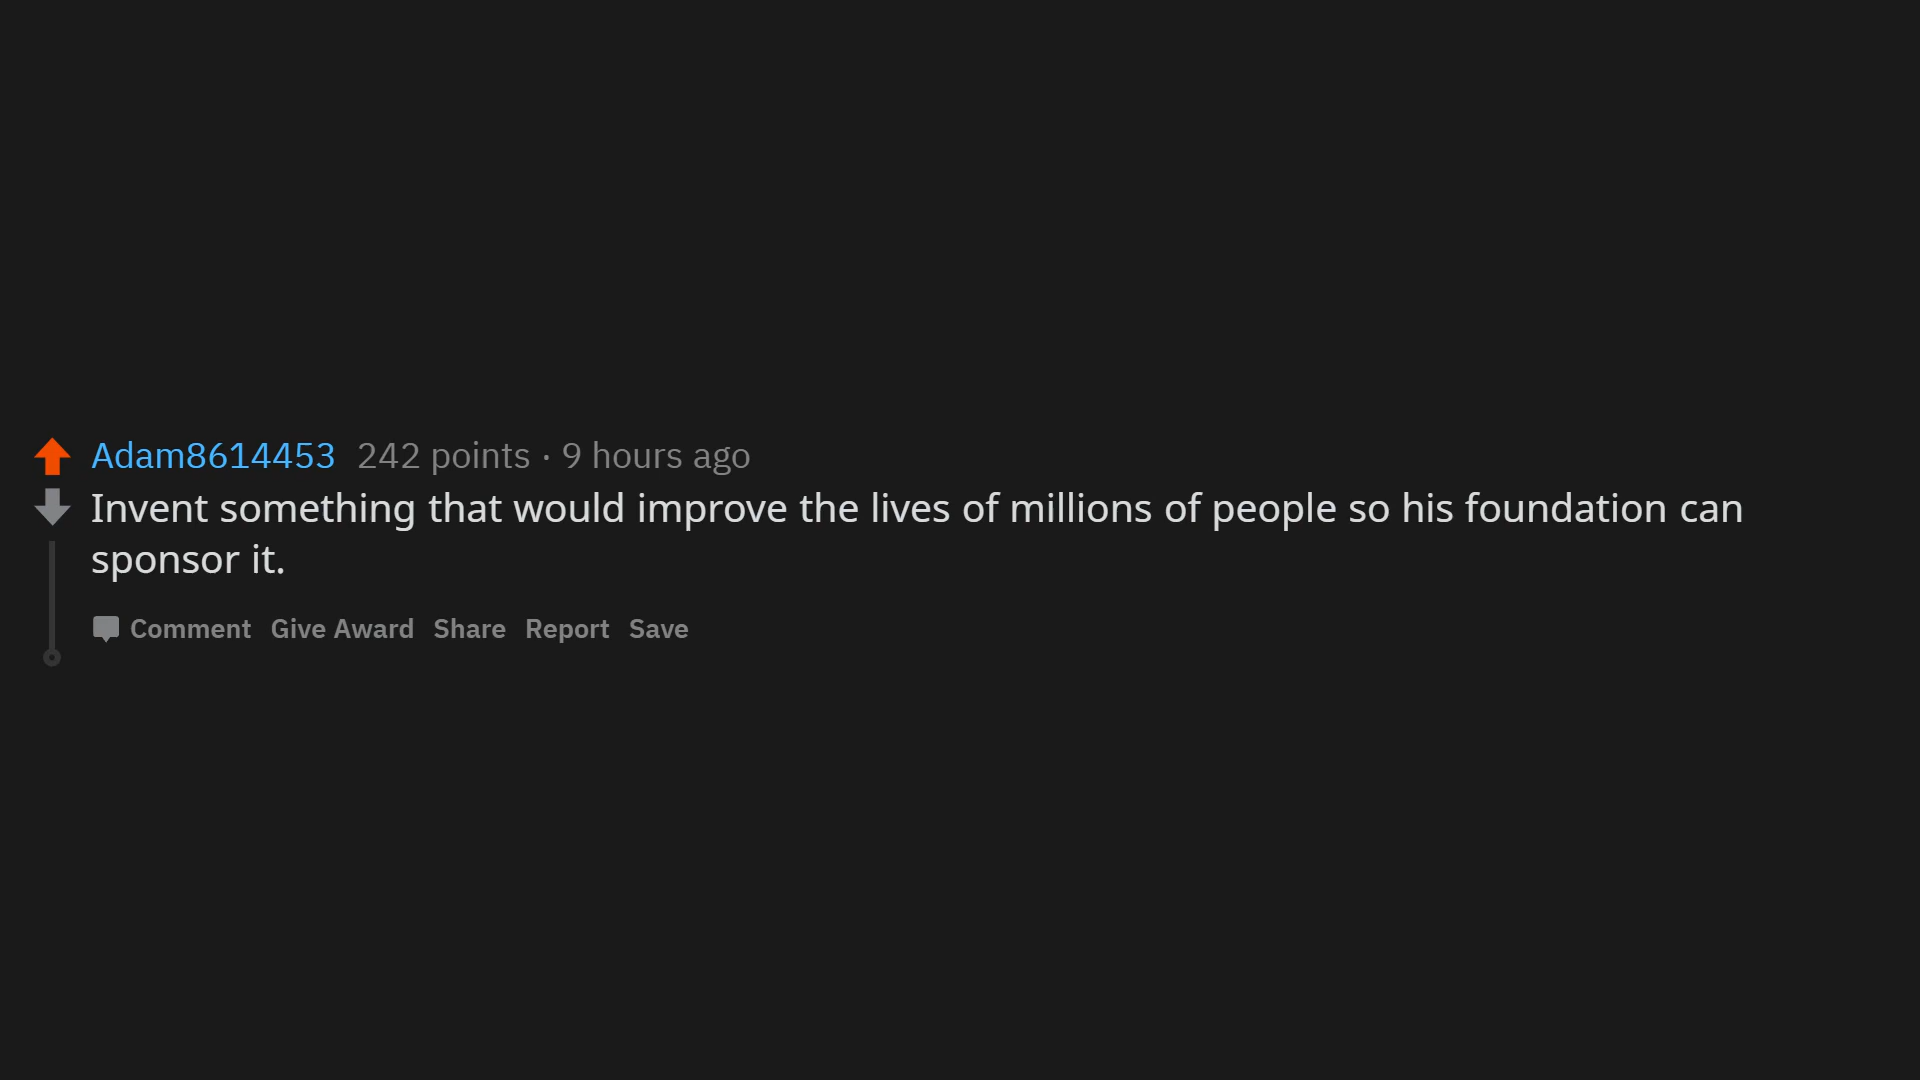 Adam8614453 242 points · 9 hours ago
Invent something that would improve the lives of millions of people so his foundation can
sponsor it.
Comment Give Award Share Report Save